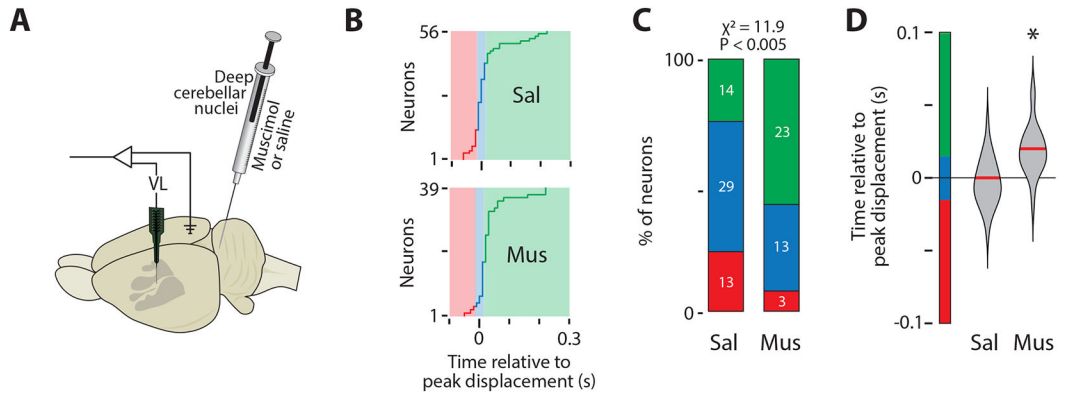 A
Deep
cerebellar
nuclei
Muscimol
or saline
VL
B
56
Neurons
1
Sal
39
Neurons
1
Mus
0
0.3
Time relative to
peak displacement (s)
C
χ² = 11.9
P < 0.005
100
% of neurons
0
14
29
13
23
13
3
Sal
Mus
D
0.1
Time relative to
peak displacement (s)
0
-0.1
*
Sal
Mus